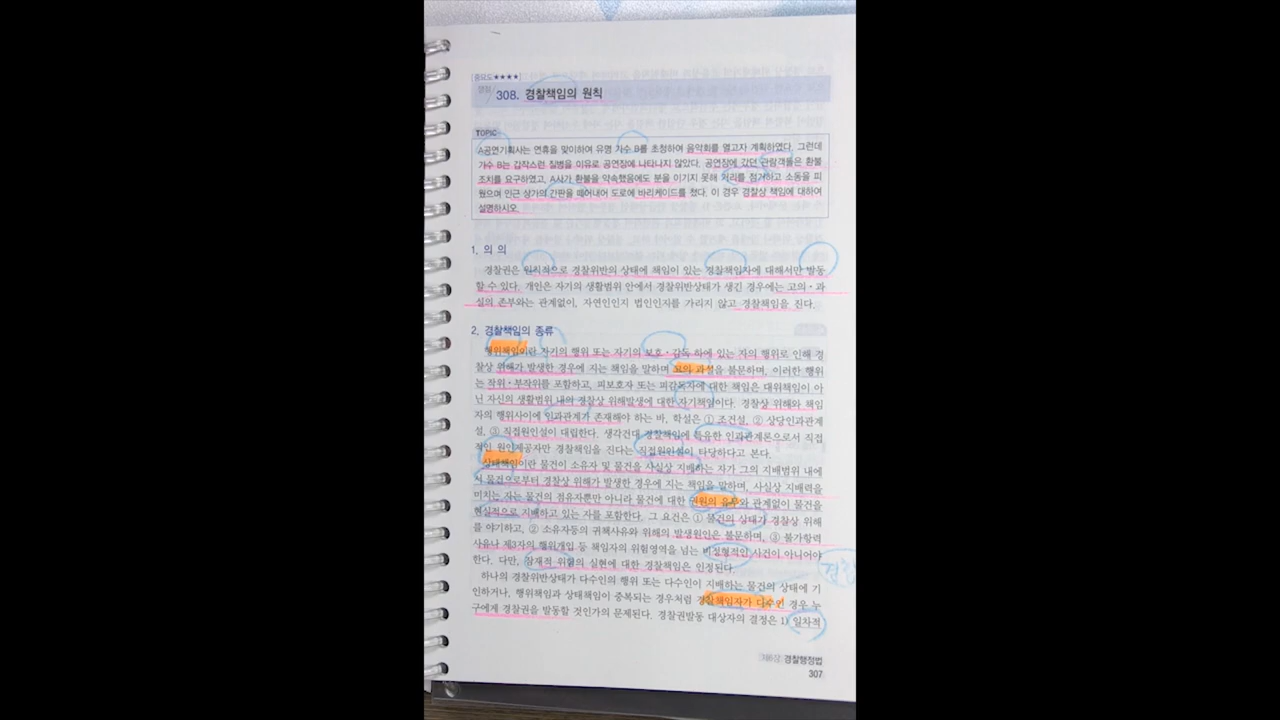 [중요도★★★★]
308. 경찰책임의 원칙
TOPIC
A공연기획사는 연휴를 맞이하여 유명 가수 B를 초청하여 음악회를 열고자 계획하였다. 그런데
가수 B는 갑작스런 질병을 이유로 공연장에 나타나지 않았다. 공연장에 갔던 관람객들은 환불
조치를 요구하였고, A사가 환불을 약속했음에도 분을 이기지 못해 거리를 점거하고 소동을 피
웠으며 인근 상가의 간판을 떼어내어 도로에 바리케이드를 쳤다. 이 경우 경찰상 책임에 대하여
설명하시오.
1. 의 의
경찰권은 원칙적으로 경찰위반의 상태에 책임이 있는 경찰책임자에 대해서만 발동
할 수 있다. 개인은 자기의 생활범위 안에서 경찰위반상태가 생긴 경우에는 고의·과
실의 존부와는 관계없이, 자연인인지 법인인지를 가리지 않고 경찰책임을 진다.
2. 경찰책임의 종류
행위책임이란 자기의 행위 또는 자기의 보호·감독 하에 있는 자의 행위로 인해 경
찰상 위해가 발생한 경우에 지는 책임을 말하며 고의 과실을 불문하며, 이러한 행위
는 작위·부작위를 포함하고, 피보호자 또는 피감독자에 대한 책임은 대위책임이 아
닌 자신의 생활범위 내의 경찰상 위해발생에 대한 자기책임이다. 경찰상 위해와 책임
자의 행위사이에 인과관계가 존재해야 하는 바, 학설은 ① 조건설, ② 상당인과관계
설, ③ 직접원인설이 대립한다. 생각건대 경찰책임에 특유한 인과관계론으로서 직접
적인 원인제공자만 경찰책임을 진다는 직접원인설이 타당하다고 본다.
상태책임이란 물건의 소유자 및 물건을 사실상 지배하는 자가 그의 지배범위 내에
서 물건으로부터 경찰상 위해가 발생한 경우에 지는 책임을 말하며, 사실상 지배력을
미치는 자는 물건의 점유자뿐만 아니라 물건에 대한 권원의 유무와 관계없이 물건을
현실적으로 지배하고 있는 자를 포함한다. 그 요건은 ① 물건의 상태가 경찰상 위해
를 야기하고, ② 소유자등의 귀책사유와 위해의 발생원인은 불문하며, ③ 불가항력
사유나 제3자의 행위개입 등 책임자의 위험영역을 넘는 비정형적인 사건이 아니어야
한다. 다만, 잠재적 위험의 실현에 대한 경찰책임은 인정된다.
하나의 경찰위반상태가 다수인의 행위 또는 다수인이 지배하는 물건의 상태에 기
인하거나, 행위책임과 상태책임이 중복되는 경우처럼 경찰책임자가 다수인 경우 누
구에게 경찰권을 발동할 것인가의 문제된다. 경찰권발동 대상자의 결정은 1) 일차적
제6장 경찰행정법
307